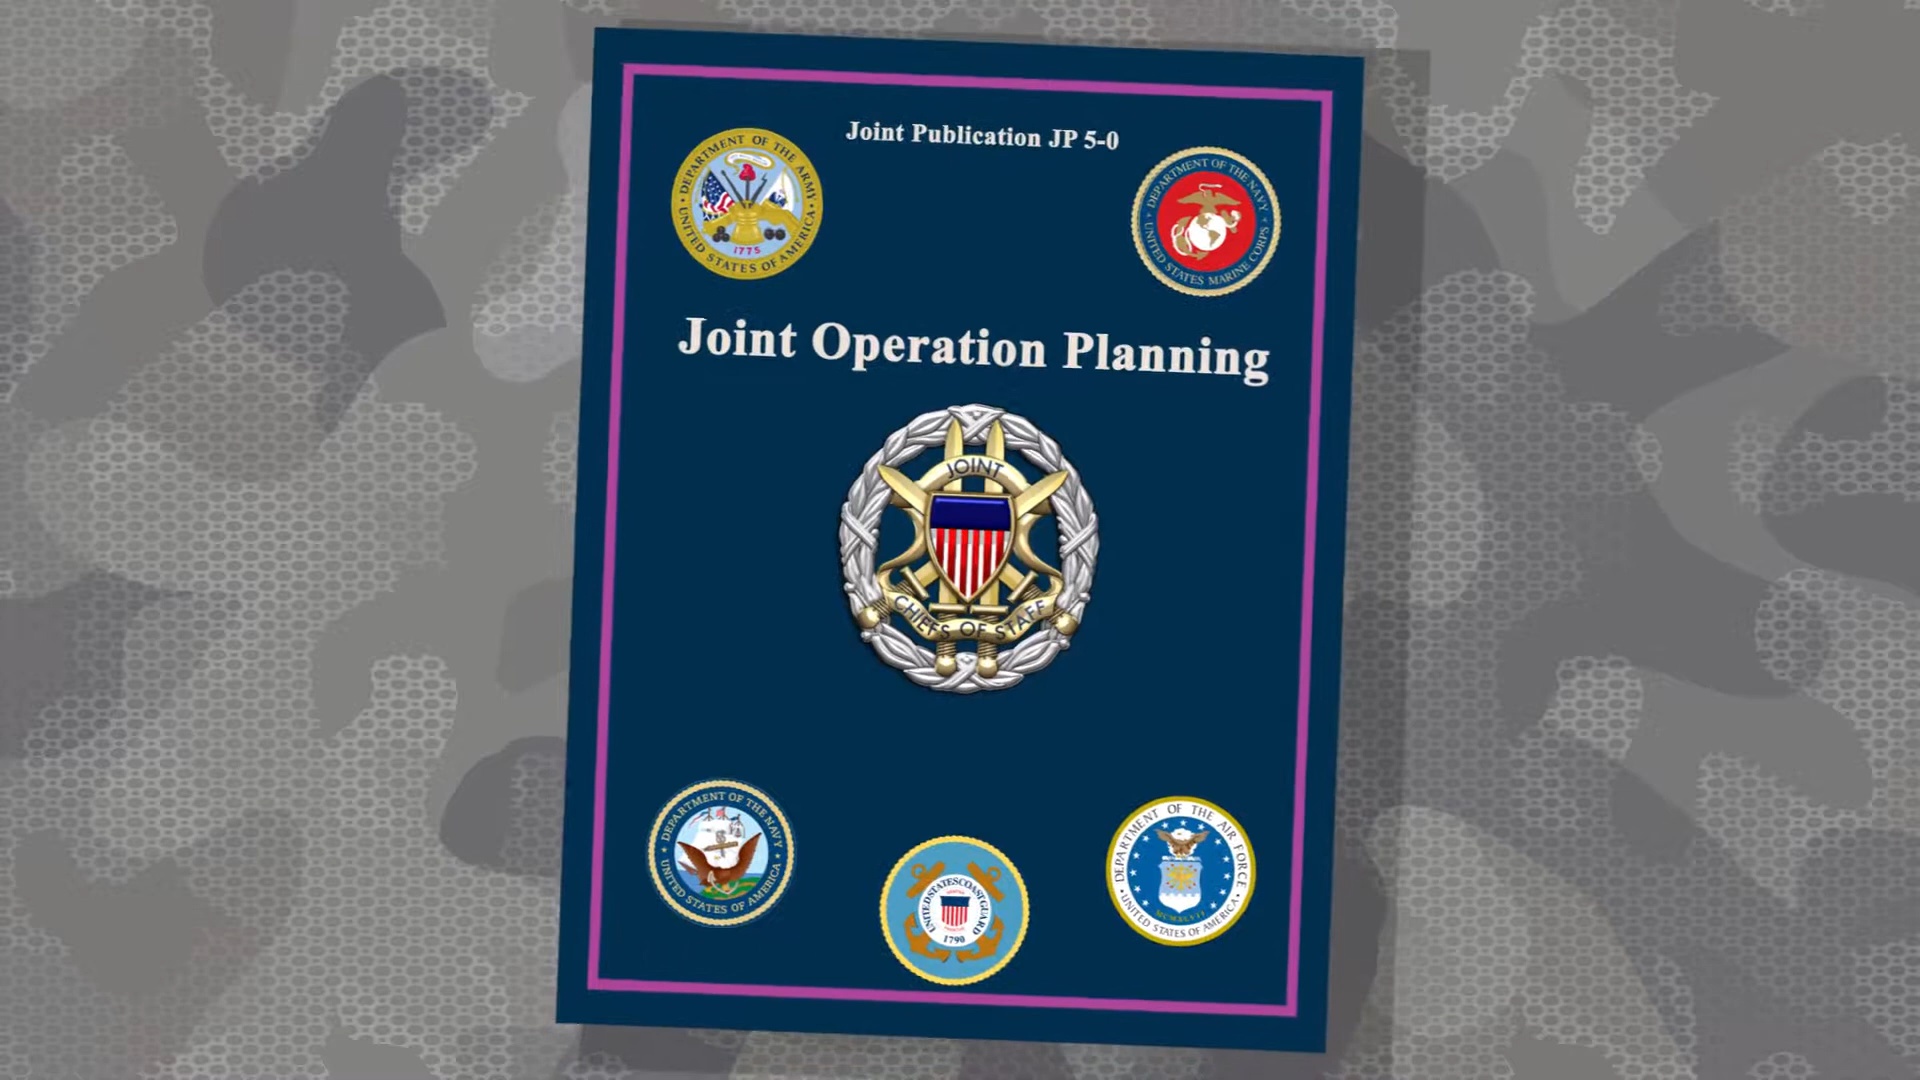 Joint Publication JP 5-0
DEPARTMENT OF THE ARMY
UNITED STATES OF AMERICA
1775
DEPARTMENT OF THE NAVY
UNITED STATES MARINE CORPS
Joint Operation Planning
JOINT
CHIEFS OF STAFF
DEPARTMENT OF THE NAVY
UNITED STATES OF AMERICA
UNITED STATES COAST GUARD
1790
DEPARTMENT OF THE AIR FORCE
UNITED STATES OF AMERICA